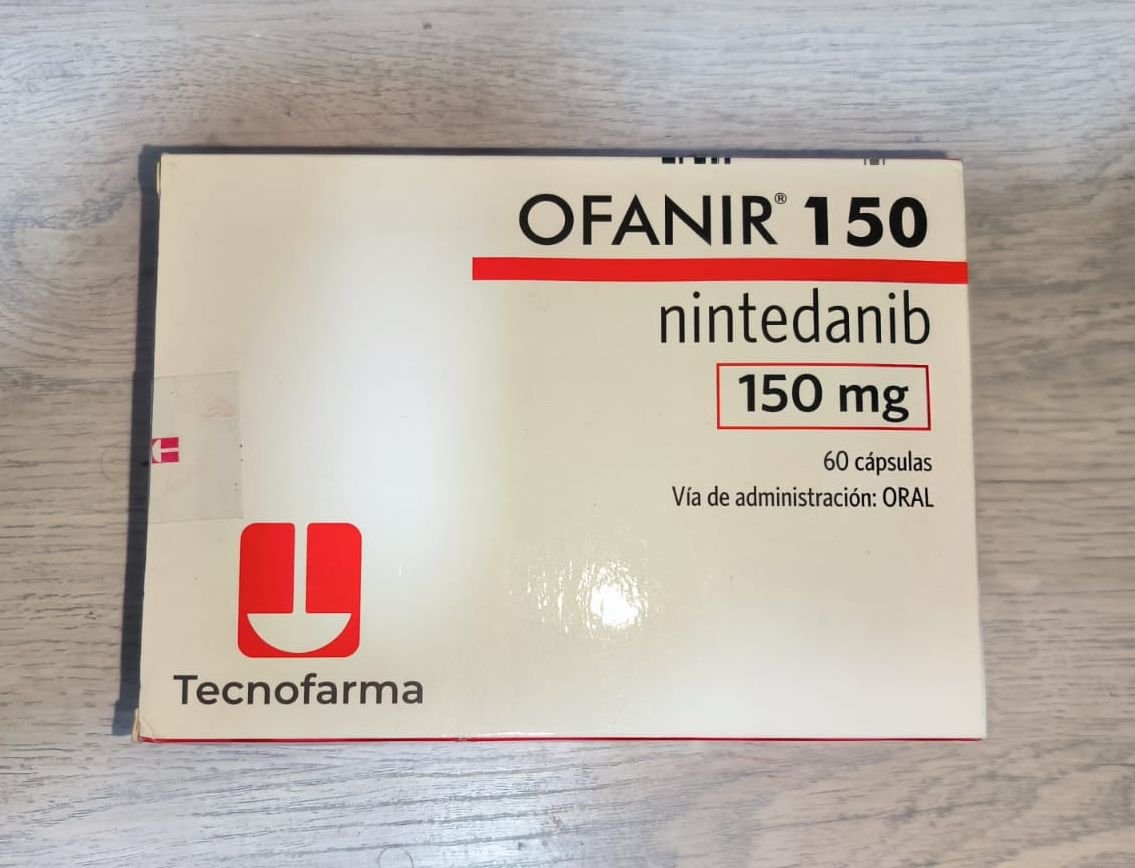 OFANIR® 150
nintedanib
150 mg
60 cápsulas
Vía de administración: ORAL
Tecnofarma